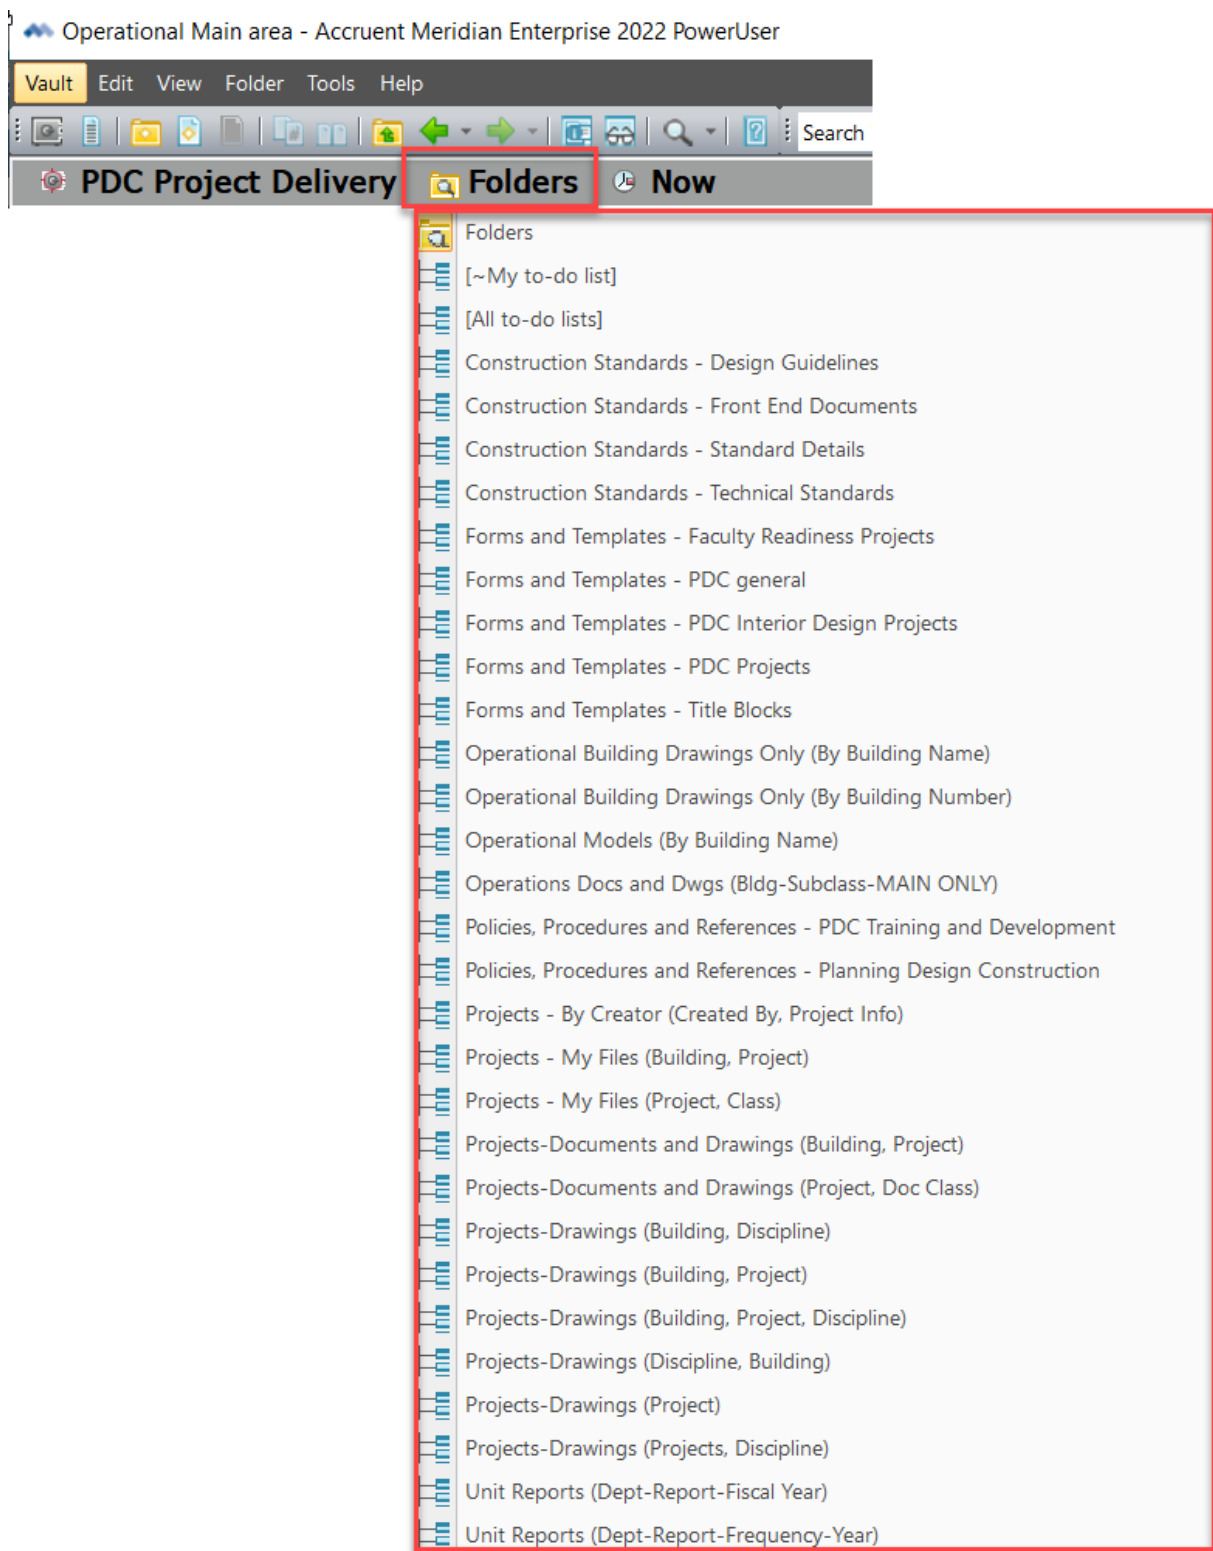 Operational Main area - Accruent Meridian Enterprise 2022 PowerUser
Vault Edit View Folder Tools Help
Search
PDC Project Delivery Folders Now
Folders
[~My to-do list]
[All to-do lists]
Construction Standards - Design Guidelines
Construction Standards - Front End Documents
Construction Standards - Standard Details
Construction Standards - Technical Standards
Forms and Templates - Faculty Readiness Projects
Forms and Templates - PDC general
Forms and Templates - PDC Interior Design Projects
Forms and Templates - PDC Projects
Forms and Templates - Title Blocks
Operational Building Drawings Only (By Building Name)
Operational Building Drawings Only (By Building Number)
Operational Models (By Building Name)
Operations Docs and Dwgs (Bldg-Subclass-MAIN ONLY)
Policies, Procedures and References - PDC Training and Development
Policies, Procedures and References - Planning Design Construction
Projects - By Creator (Created By, Project Info)
Projects - My Files (Building, Project)
Projects - My Files (Project, Class)
Projects-Documents and Drawings (Building, Project)
Projects-Documents and Drawings (Project, Doc Class)
Projects-Drawings (Building, Discipline)
Projects-Drawings (Building, Project)
Projects-Drawings (Building, Project, Discipline)
Projects-Drawings (Discipline, Building)
Projects-Drawings (Project)
Projects-Drawings (Projects, Discipline)
Unit Reports (Dept-Report-Fiscal Year)
Unit Reports (Dept-Report-Frequency-Year)